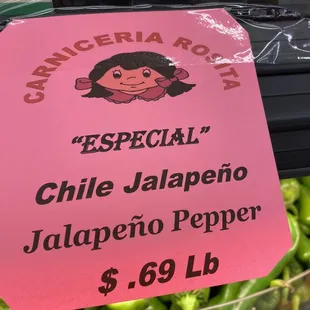 CARNICERIA ROSITA
"ESPECIAL"
Chile Jalapeño
Jalapeño Pepper
$ .69 Lb